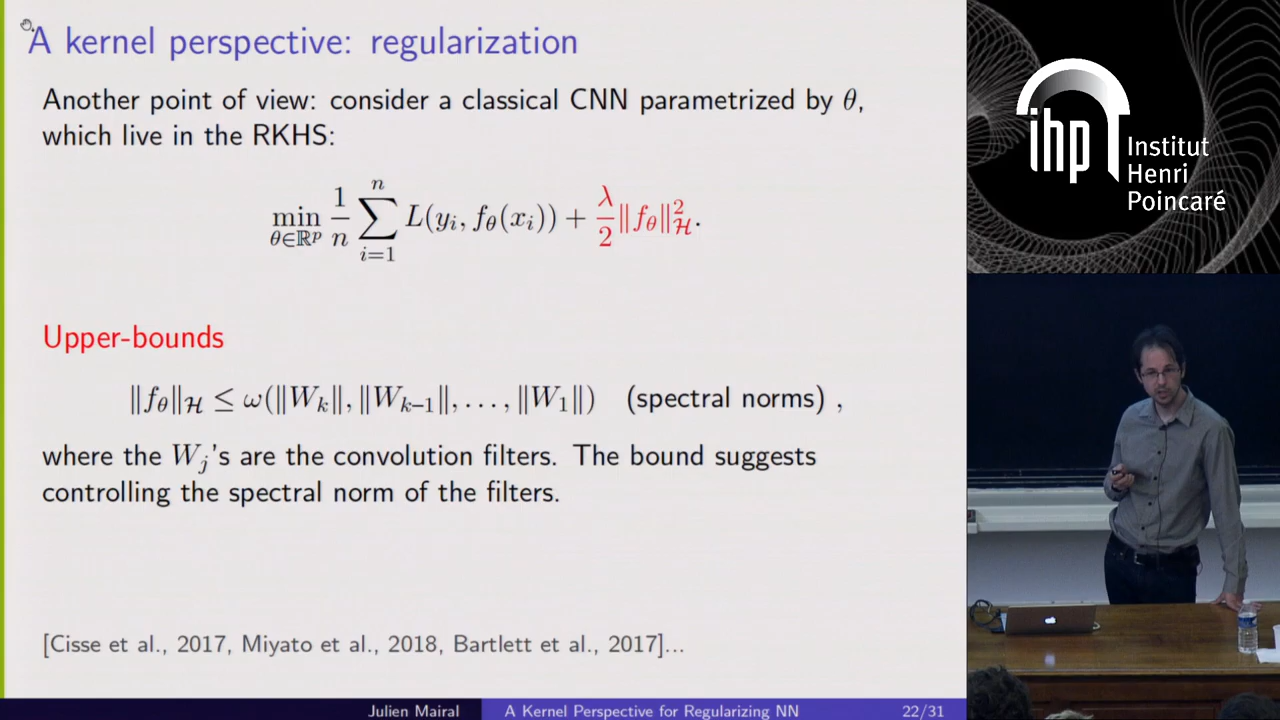 A kernel perspective: regularization
Another point of view: consider a classical CNN parametrized by θ,
which live in the RKHS:
min_{θ∈ℝ^p} 1/n ∑_{i=1}^{n} L(y_i, f_θ(x_i)) + λ/2 ‖f_θ‖²_ℋ.
Upper-bounds
‖f_θ‖_ℋ ≤ ω(‖W_k‖, ‖W_{k–1}‖, . . . , ‖W_1‖) (spectral norms) ,
where the W_j's are the convolution filters. The bound suggests
controlling the spectral norm of the filters.
[Cisse et al., 2017, Miyato et al., 2018, Bartlett et al., 2017]...
Julien Mairal
A Kernel Perspective for Regularizing NN
22/31
ihp
Institut
Henri
Poincaré